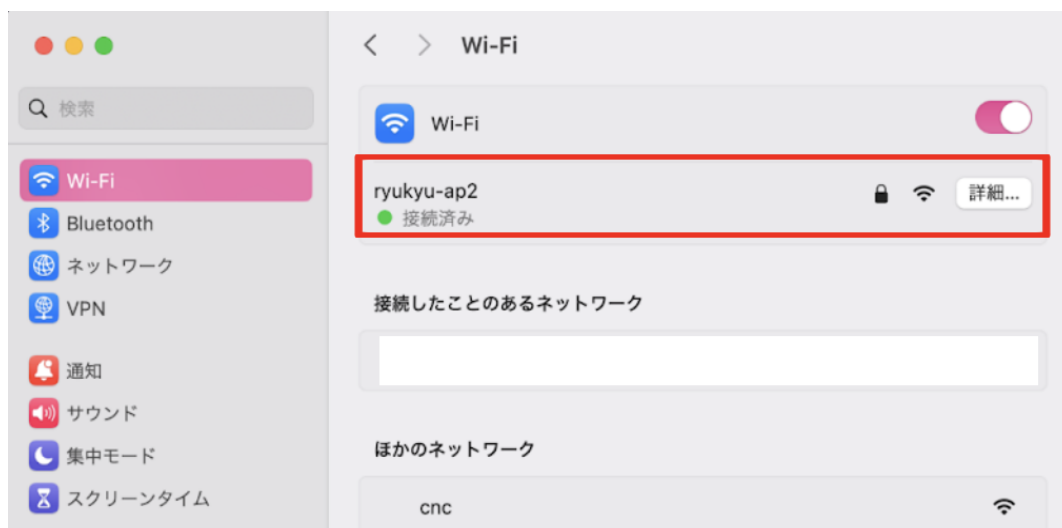 Wi-Fi
検索
Wi-Fi
Bluetooth
ネットワーク
VPN
通知
サウンド
集中モード
スクリーンタイム
Wi-Fi
ryukyu-ap2
接続済み
詳細...
接続したことのあるネットワーク
ほかのネットワーク
cnc